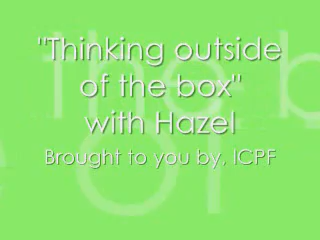 "Thinking outside
of the box"
with Hazel
Brought to you by, ICPF